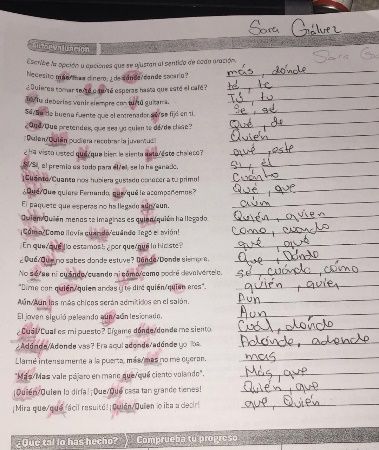 Sara Gálvez
Autoevaluación
Escribe la opción u opciones que se ajustan al sentido de cada oración.
Necesito más/mas dinero, ¿de dónde/donde sacarlo? más, dónde
¿Quieres tomar té/te o té/te esperas hasta que esté el café? té, te
Tú/Tu deberías venir siempre con tú/tu guitarra. Tú, tu
Sé/Se de buena fuente que el entrenador sé/se fijó en ti. Se, sé
¿Qué/Que pretendes, que sea yo quien te dé/de clase? Qué, de
¡Quién/Quien pudiera recobrar la juventud! Quién
¿Ha visto usted qué/que bien le sienta este/éste chaleco? qué, este
Sí/Si, el premio es todo para él/el, se lo ha ganado. Si, él
¡Cuánto/Cuanto nos hubiera gustado conocer a tu primo! Cuánto
¿Qué/Que quiere Fernando, que/qué le acompañemos? Qué, que
El paquete que esperas no ha llegado aún/aun. aún
Quien/Quién menos te imaginas es quien/quién ha llegado. Quién, quien
¡Cómo/Como llovía cuando/cuándo llegó el avión! como, cuando
¡En que/qué lío estamos!, ¿por que/qué lo hiciste? qué, qué
¿Qué/Que no sabes donde estuve? Dónde/Donde siempre. Que, Dónde
No sé/se ni cuándo/cuando ni cómo/como podré devolvértelo. sé, cuándo, cómo
"Dime con quién/quien andas y te diré quién/quien eres". quién, quien
Aún/Aun los más chicos serán admitidos en el salón. Aun
El joven siguió peleando aún/aun lesionado. Aun
¿Cuál/Cual es mi puesto? Dígame dónde/donde me siento. Cuál, dónde
¿Adónde/Adonde vas? Era aquí adonde/adónde yo iba. Adónde, adonde
Llamé intensamente a la puerta, más/mas no me oyeron. mas
"Más/Mas vale pájaro en mano que/qué ciento volando". Más, que
¡Quién/Quien lo diría! ¡Que/Qué casa tan grande tienes! Quién, que
¡Mira que/qué fácil resultó! ¡Quién/Quien lo iba a decir! que, Quién
¿Qué tal lo has hecho? Comprueba tu progreso